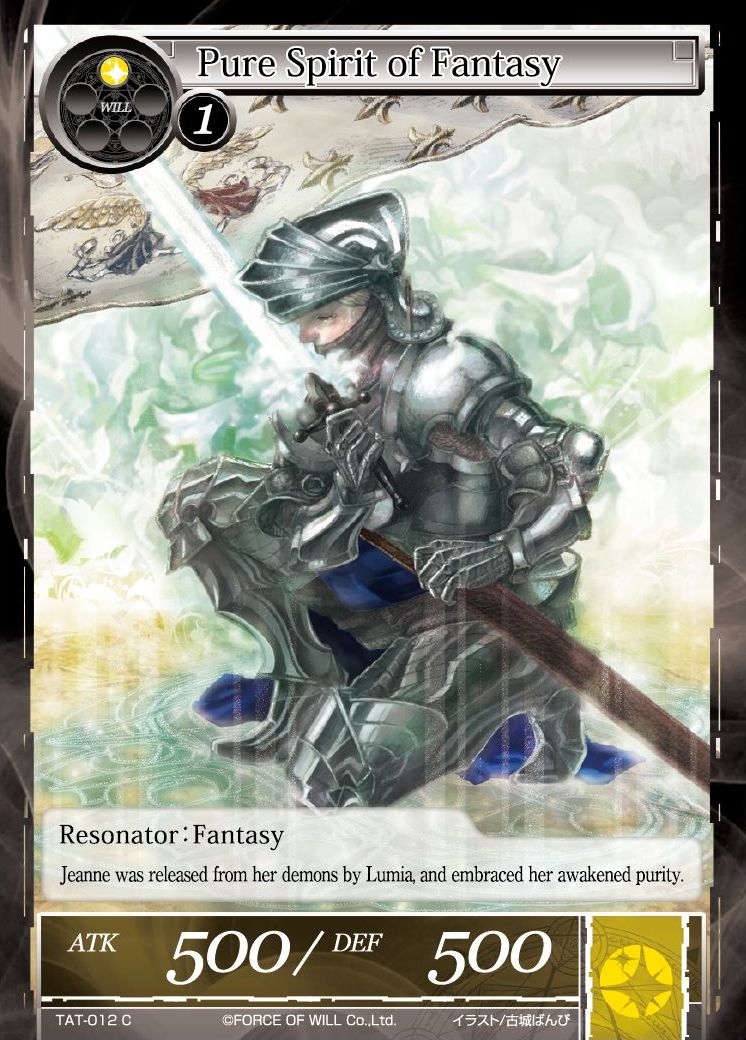 Pure Spirit of Fantasy
WILL
1
Resonator:Fantasy
Jeanne was released from her demons by Lumia, and embraced her awakened purity.
ATK 500/ DEF 500
TAT-012 C ©FORCE OF WILL Co.,Ltd. イラスト/古城ばんび